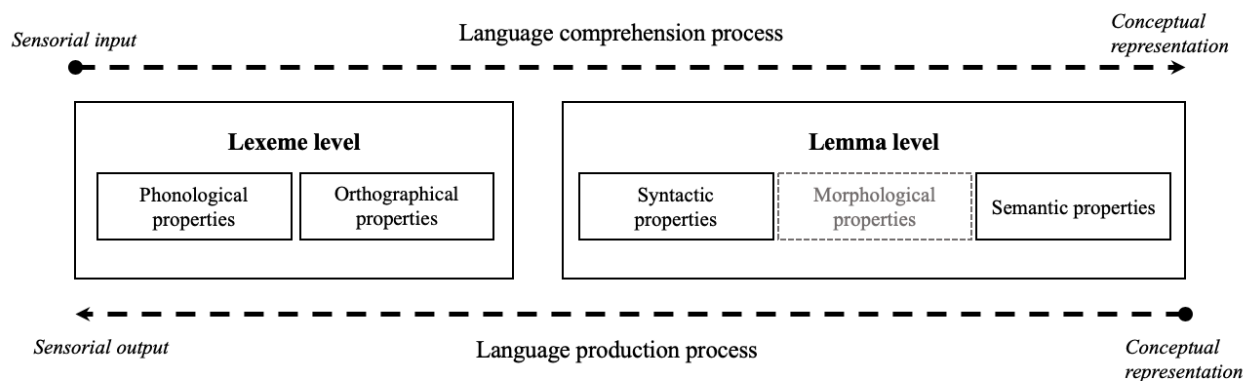 Sensorial input
Language comprehension process
Conceptual
representation
Lexeme level
Phonological
properties
Orthographical
properties
Lemma level
Syntactic
properties
Morphological
properties
Semantic properties
Sensorial output
Language production process
Conceptual
representation